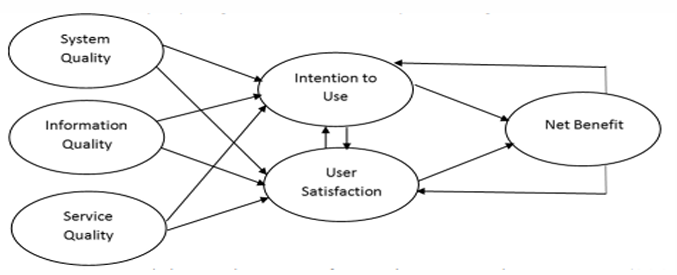 System
Quality
Intention to
Use
Information
Quality
Net Benefit
User
Satisfaction
Service
Quality